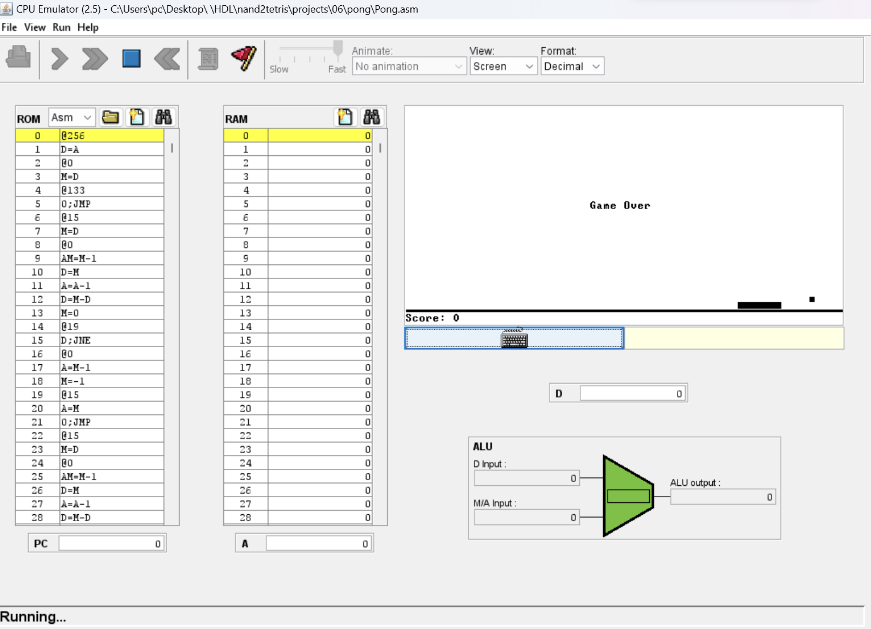 CPU Emulator (2.5) - C:\Users\pc\Desktop\ \HDL\nand2tetris\projects\06\pong\Pong.asm
File View Run Help
Animate: View: Format:
Slow Fast No animation Screen Decimal
ROM Asm RAM
0 @256 0 0
1 D=A 1 0
2 @0 2 0
3 M=D 3 0
4 @133 4 0
5 0;JMP 5 0
6 @15 6 0
7 M=D 7 0
8 @0 8 0
9 AM=M-1 9 0
10 D=M 10 0
11 A=A-1 11 0
12 D=M-D 12 0
13 M=0 13 0
14 @19 14 0
15 D;JNE 15 0
16 @0 16 0
17 A=M-1 17 0
18 M=-1 18 0
19 @15 19 0
20 A=M 20 0
21 0;JMP 21 0
22 @15 22 0
23 M=D 23 0
24 @0 24 0
25 AM=M-1 25 0
26 D=M 26 0
27 A=A-1 27 0
28 D=M-D 28 0
PC 0 A 0
Game Over
Score: 0
D 0
ALU
D Input :
0
M/A Input :
0
ALU output :
0
Running...